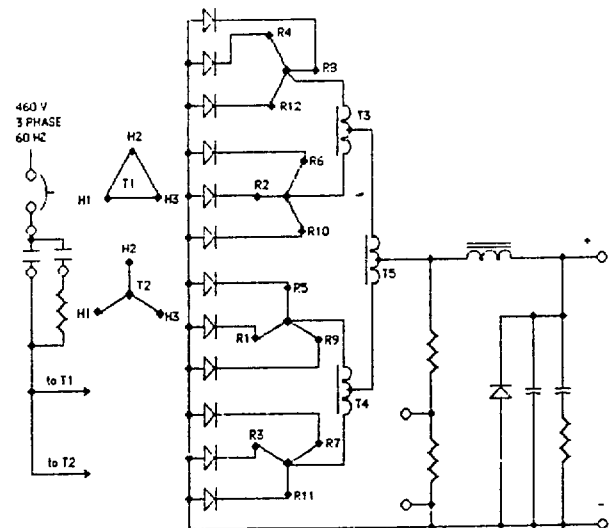 R4
R8
R12
T3
460 V
3 PHASE
60 HZ
H2
T1
H1
H3
R6
R2
R10
H2
T2
H1
H3
T5
+
R5
R1
R9
T4
to T1
R3
R7
R11
to T2
-